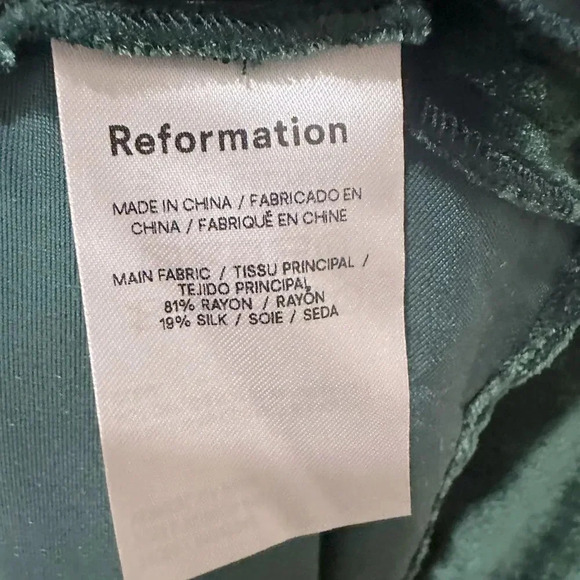 Reformation
MADE IN CHINA / FABRICADO EN
CHINA / FABRIQUÉ EN CHINE
MAIN FABRIC / TISSU PRINCIPAL /
TEJIDO PRINCIPAL
81% RAYON / RAYÓN
19% SILK / SOIE / SEDA